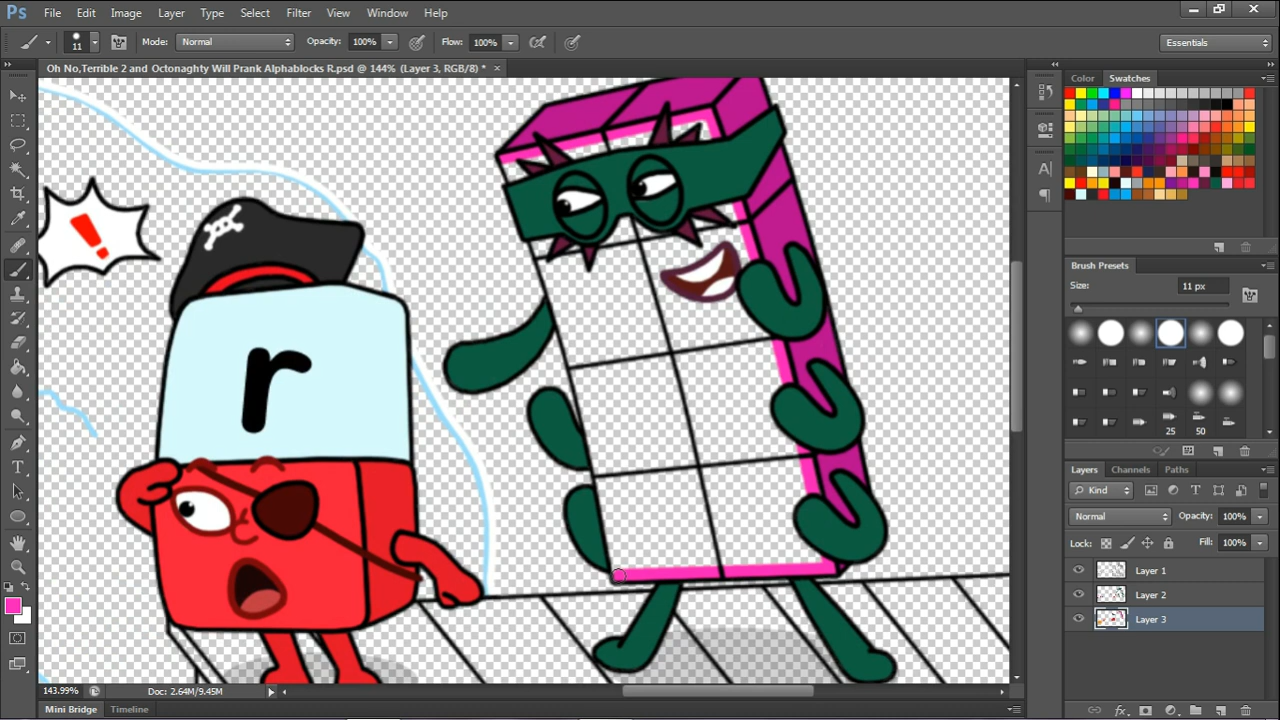 Ps File Edit Image Layer Type Select Filter View Window Help
11 Mode: Normal Opacity: 100% Flow: 100% Essentials
Oh No,Terrible 2 and Octonaghty Will Prank Alphablocks R.psd @ 144% (Layer 3, RGB/8) * ×
Color Swatches
!
r
Brush Presets
Size: 11 px
25 50
Layers Channels Paths
Kind
Normal Opacity: 100%
Lock: Fill: 100%
Layer 1
Layer 2
Layer 3
143.99% Doc: 2.64M/9.45M
Mini Bridge Timeline